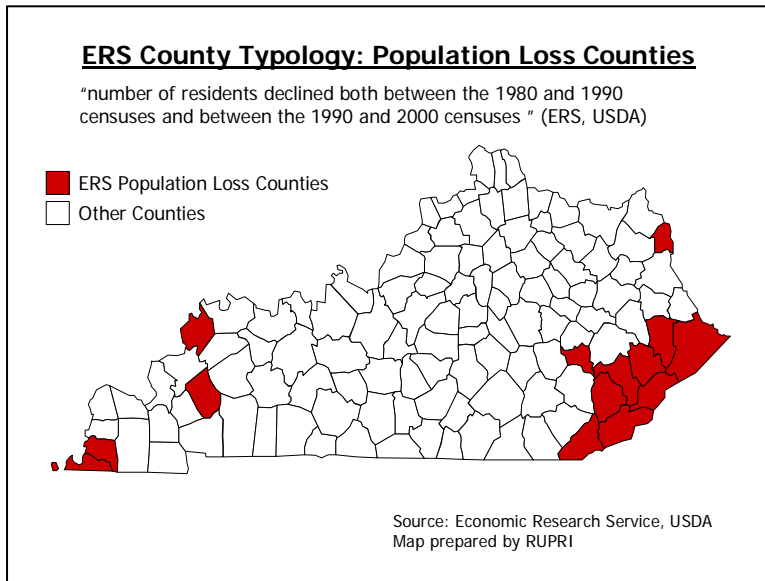 ERS County Typology: Population Loss Counties
"number of residents declined both between the 1980 and 1990
censuses and between the 1990 and 2000 censuses " (ERS, USDA)
ERS Population Loss Counties
Other Counties
Source: Economic Research Service, USDA
Map prepared by RUPRI